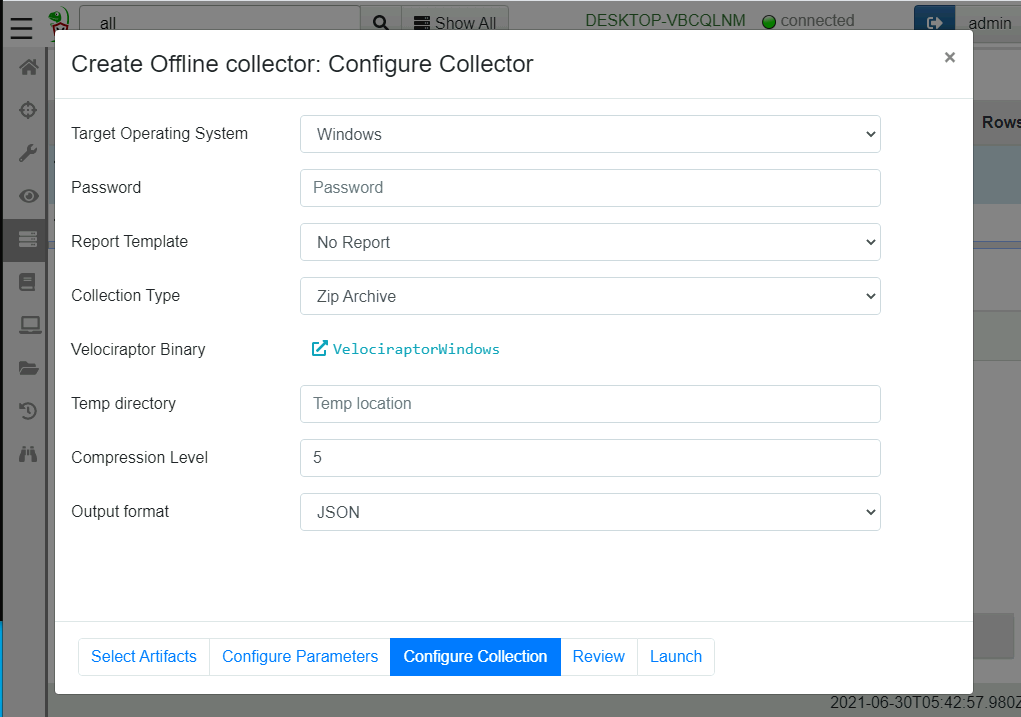 all
Show All
DESKTOP-VBCQLNM connected
admin
Create Offline collector: Configure Collector
×
Rows
Target Operating System
Windows
Password
Password
Report Template
No Report
Collection Type
Zip Archive
Velociraptor Binary
VelociraptorWindows
Temp directory
Temp location
Compression Level
5
Output format
JSON
Select Artifacts
Configure Parameters
Configure Collection
Review
Launch
2021-06-30T05:42:57.980Z